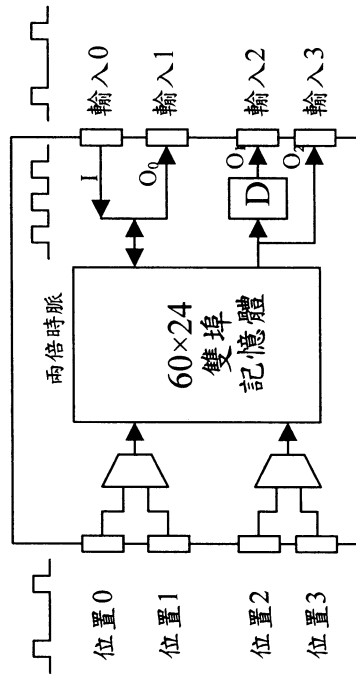 兩倍時脈
位置0
位置1
位置2
位置3
60×24
雙埠
記憶體
I
O₀
D
O₁
O₂
輸入0
輸入1
輸入2
輸入3